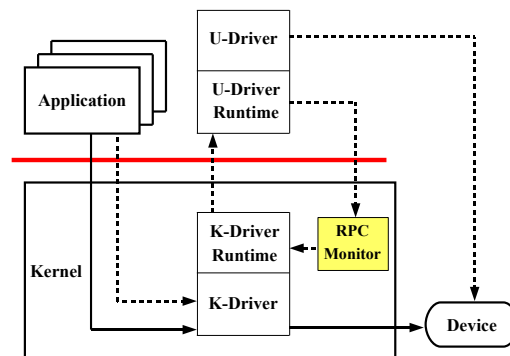 U-Driver
Application
U-Driver
Runtime
K-Driver
Runtime
RPC
Monitor
Kernel
K-Driver
Device